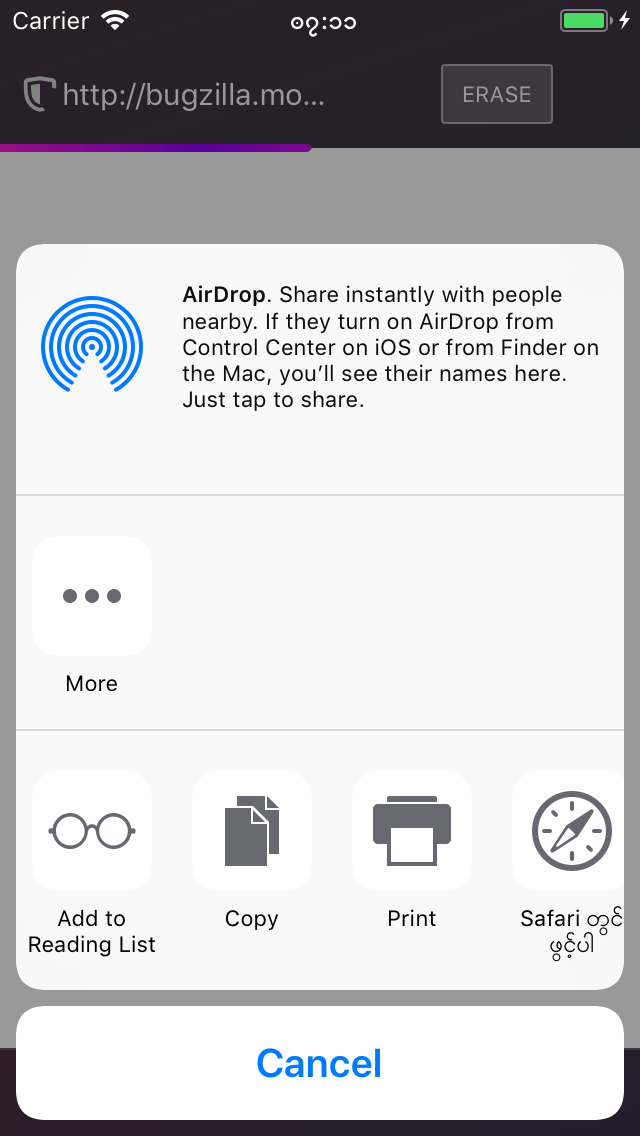 Carrier
၀၇:၁၁
http://bugzilla.mo...
ERASE
AirDrop. Share instantly with people
nearby. If they turn on AirDrop from
Control Center on iOS or from Finder on
the Mac, you’ll see their names here.
Just tap to share.
More
Add to
Reading List
Copy
Print
Safari တွင်
ဖွင့်ပါ
Cancel